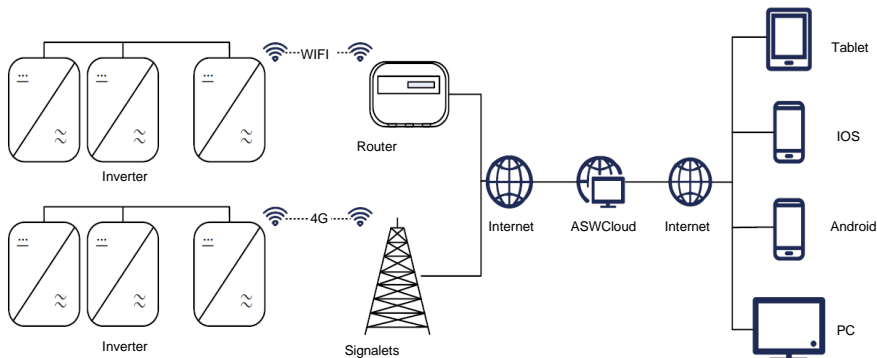 WIFI
Router
Inverter
4G
Inverter
Signalets
Internet
ASWCloud
Internet
Tablet
IOS
Android
PC